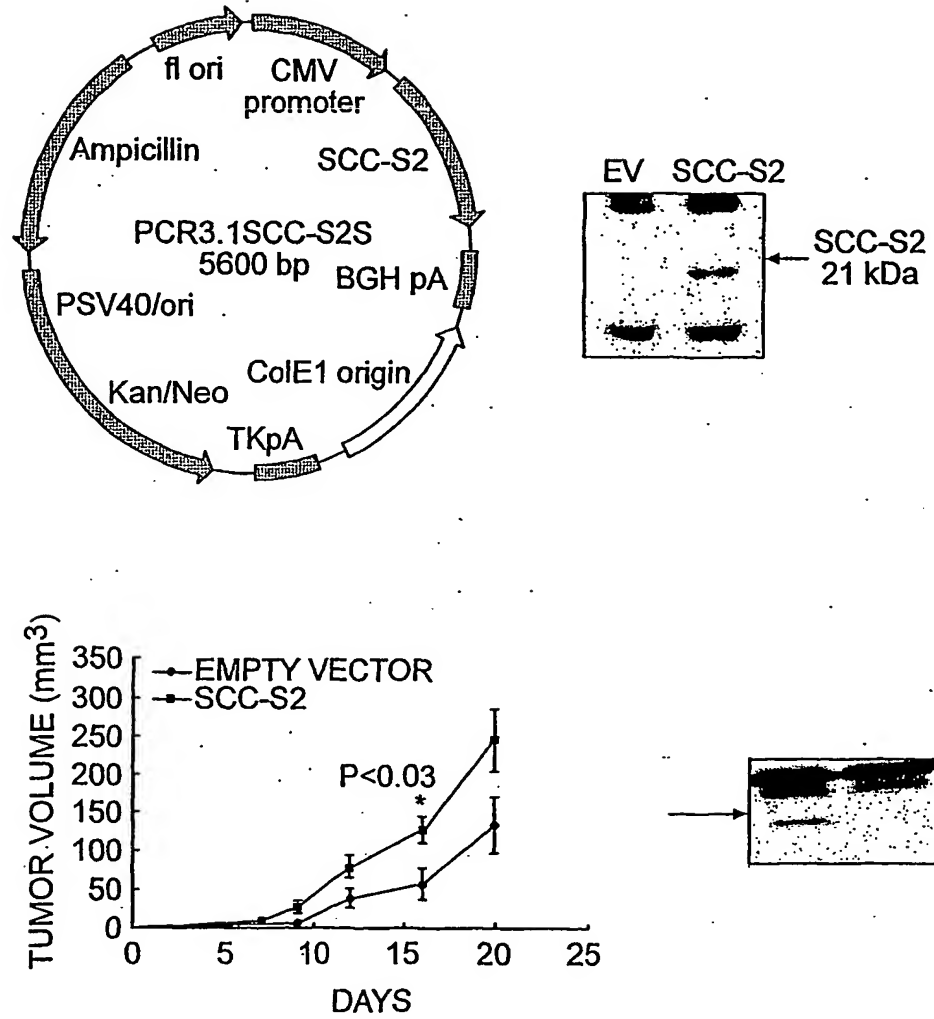 fl ori
CMV
promoter
Ampicillin
SCC-S2
PCR3.1SCC-S2S
5600 bp
BGH pA
PSV40/ori
ColE1 origin
Kan/Neo
TKpA
EV SCC-S2
SCC-S2
21 kDa
TUMOR VOLUME (mm3)
350
300
250
200
150
100
50
0
EMPTY VECTOR
SCC-S2
P<0.03
*
0 5 10 15 20 25
DAYS